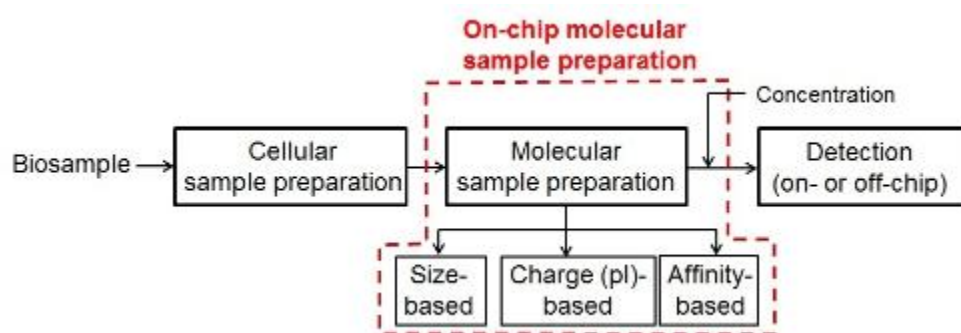 On-chip molecular
sample preparation
Concentration
Biosample
Cellular
sample preparation
Molecular
sample preparation
Detection
(on- or off-chip)
Size-
based
Charge (pI)-
based
Affinity-
based